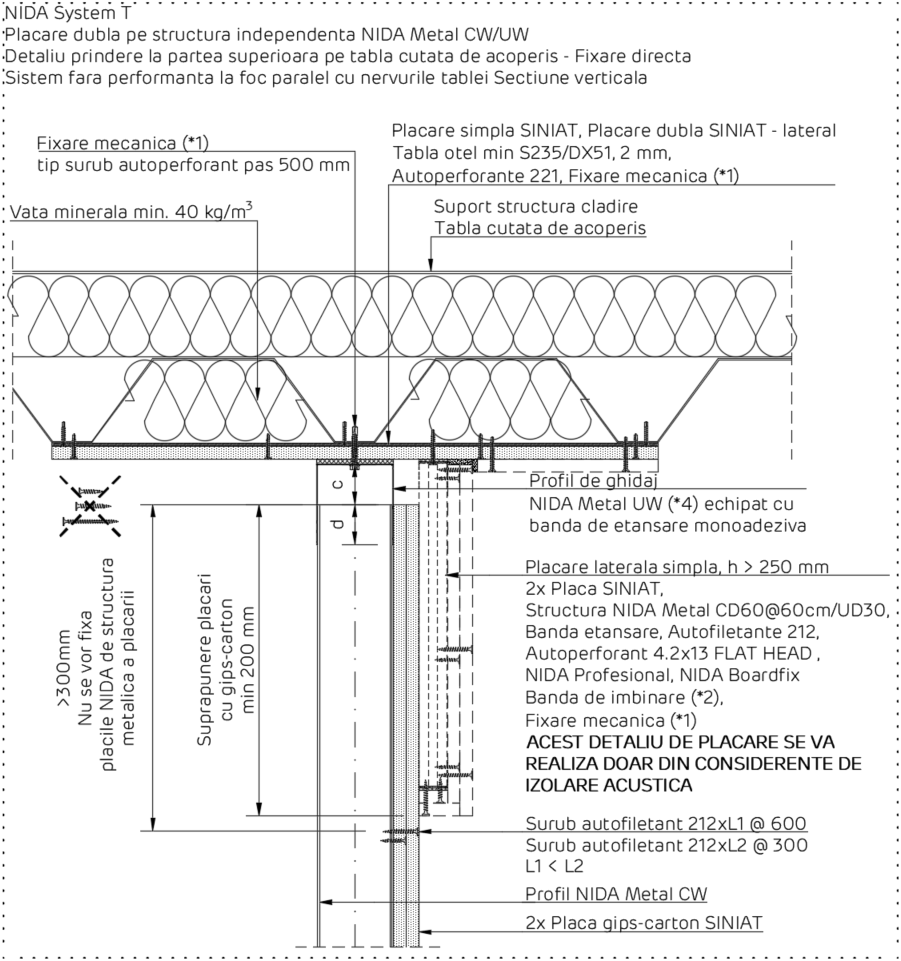 NIDA System T
Placare dubla pe structura independenta NIDA Metal CW/UW
Detaliu prindere la partea superioara pe tabla cutata de acoperis - Fixare directa
Sistem fara performanta la foc paralel cu nervurile tablei Sectiune verticala
Fixare mecanica (*1)
tip surub autoperforant pas 500 mm
Placare simpla SINIAT, Placare dubla SINIAT - lateral
Tabla otel min S235/DX51, 2 mm,
Autoperforante 221, Fixare mecanica (*1)
Vata minerala min. 40 kg/m³
Suport structura cladire
Tabla cutata de acoperis
c
d
Profil de ghidaj
NIDA Metal UW (*4) echipat cu
banda de etansare monoadeziva
>300mm
Nu se vor fixa
placile NIDA de structura
metalica a placarii
Suprapunere placari
cu gips-carton
min 200 mm
Placare laterala simpla, h > 250 mm
2x Placa SINIAT,
Structura NIDA Metal CD60@60cm/UD30,
Banda etansare, Autofiletante 212,
Autoperforant 4.2x13 FLAT HEAD ,
NIDA Profesional, NIDA Boardfix
Banda de imbinare (*2),
Fixare mecanica (*1)
ACEST DETALIU DE PLACARE SE VA
REALIZA DOAR DIN CONSIDERENTE DE
IZOLARE ACUSTICA
Surub autofiletant 212xL1 @ 600
Surub autofiletant 212xL2 @ 300
L1 < L2
Profil NIDA Metal CW
2x Placa gips-carton SINIAT